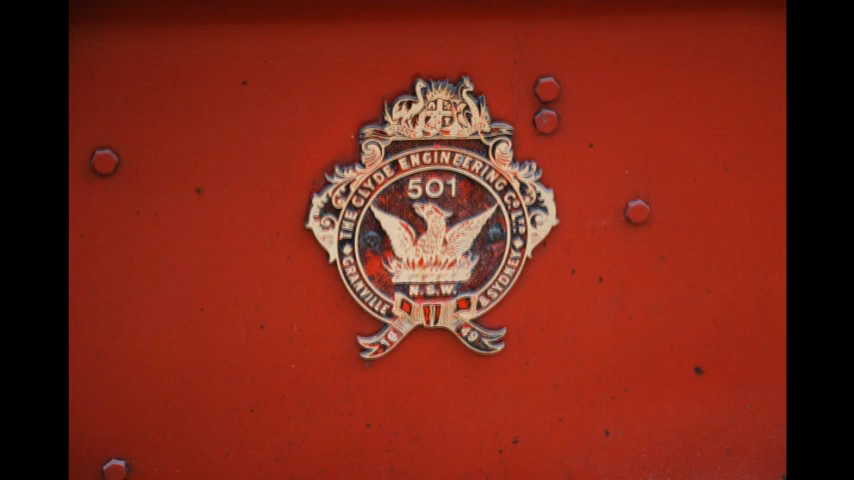 THE CLYDE ENGINEERING CO. LTD.
501
GRANVILLE & SYDNEY
N.S.W.
19 49